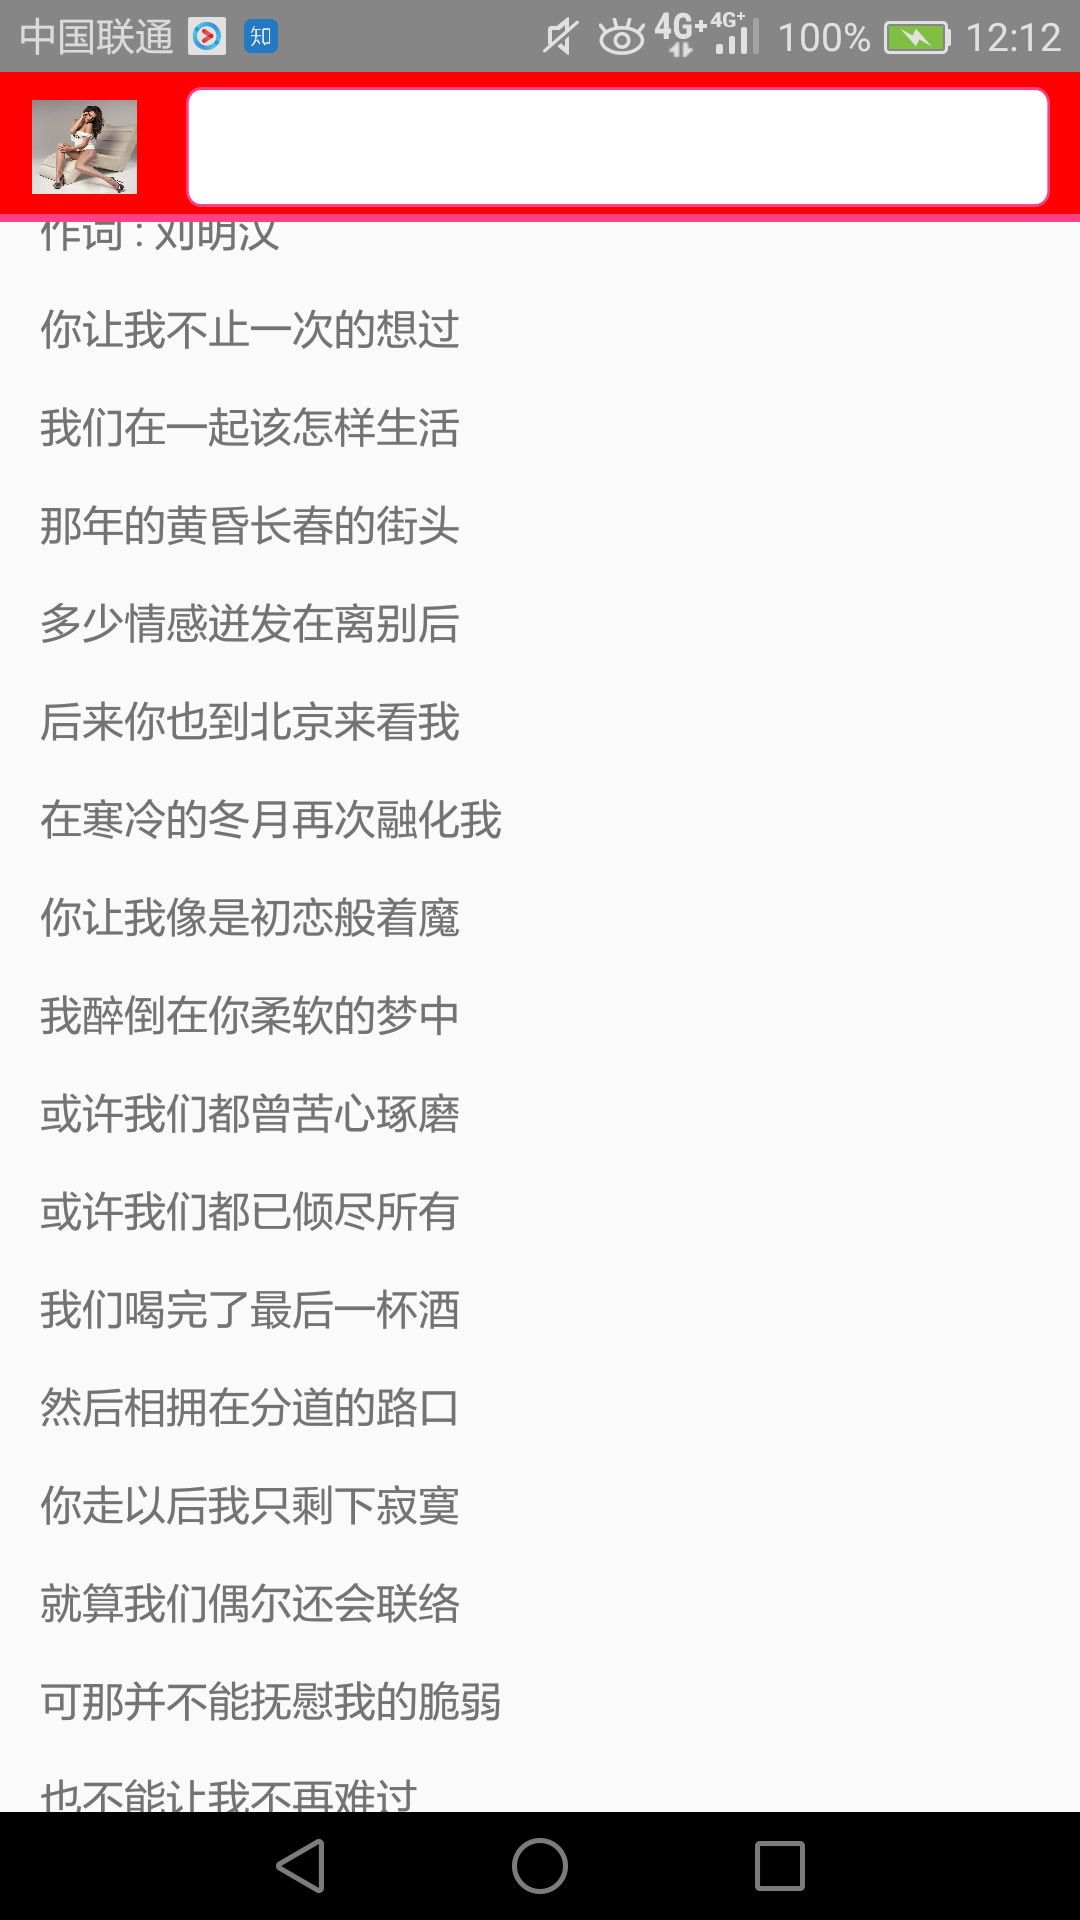 中国联通 知 4G+ 4G+ 100% 12:12
作词 : 刘明汉
你让我不止一次的想过
我们在一起该怎样生活
那年的黄昏长春的街头
多少情感迸发在离别后
后来你也到北京来看我
在寒冷的冬月再次融化我
你让我像是初恋般着魔
我醉倒在你柔软的梦中
或许我们都曾苦心琢磨
或许我们都已倾尽所有
我们喝完了最后一杯酒
然后相拥在分道的路口
你走以后我只剩下寂寞
就算我们偶尔还会联络
可那并不能抚慰我的脆弱
也不能让我不再难过